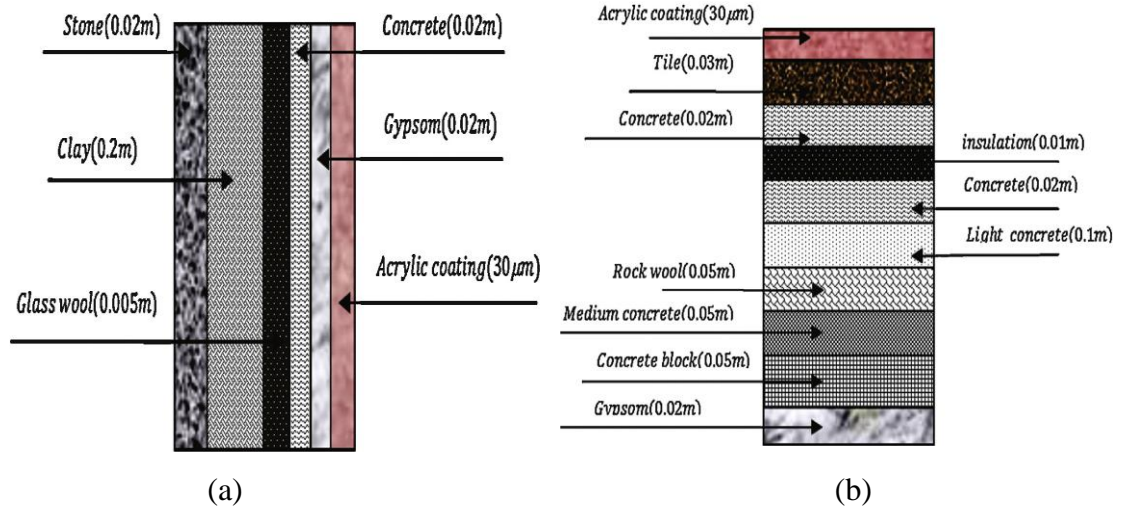 Stone(0.02m)
Concrete(0.02m)
Clay(0.2m)
Gypsom(0.02m)
Glass wool(0.005m)
Acrylic coating(30μm)
(a)
Acrylic coating(30μm)
Tile(0.03m)
Concrete(0.02m)
insulation(0.01m)
Concrete(0.02m)
Light concrete(0.1m)
Rock wool(0.05m)
Medium concrete(0.05m)
Concrete block(0.05m)
Gypsom(0.02m)
(b)